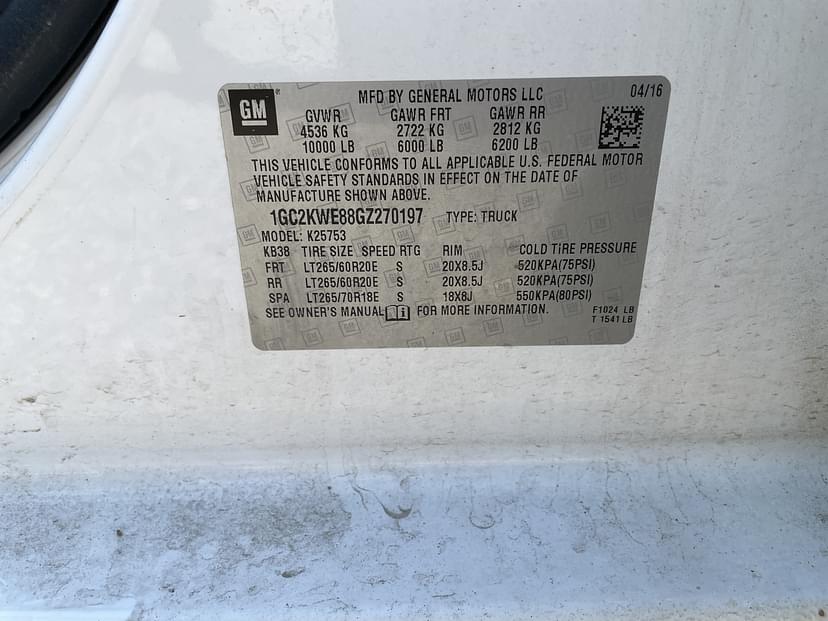 GM
MFD BY GENERAL MOTORS LLC 04/16
GVWR GAWR FRT GAWR RR
4536 KG 2722 KG 2812 KG
10000 LB 6000 LB 6200 LB
THIS VEHICLE CONFORMS TO ALL APPLICABLE U.S. FEDERAL MOTOR
VEHICLE SAFETY STANDARDS IN EFFECT ON THE DATE OF
MANUFACTURE SHOWN ABOVE.
1GC2KWE88GZ270197 TYPE: TRUCK
MODEL: K25753
KB38 TIRE SIZE SPEED RTG RIM COLD TIRE PRESSURE
FRT LT265/60R20E S 20X8.5J 520KPA(75PSI)
RR LT265/60R20E S 20X8.5J 520KPA(75PSI)
SPA LT265/70R18E S 18X8J 550KPA(80PSI)
SEE OWNER'S MANUAL FOR MORE INFORMATION.
F1024 LB
T 1541 LB